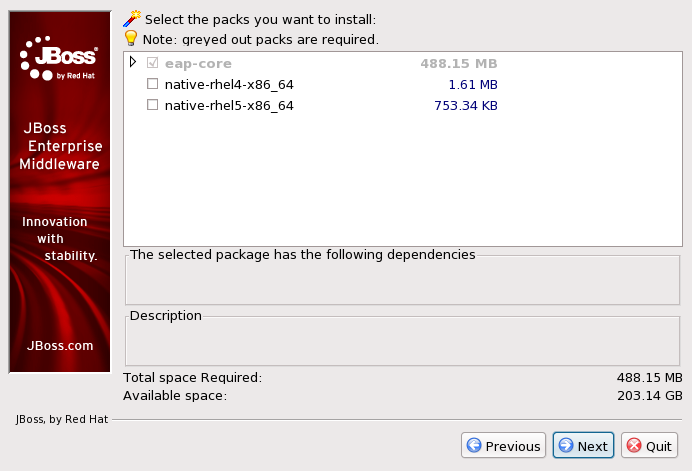 JBoss®
by Red Hat
JBoss
Enterprise
Middleware
Innovation
with
stability.
JBoss.com
Select the packs you want to install:
Note: greyed out packs are required.
eap-core 488.15 MB
native-rhel4-x86_64 1.61 MB
native-rhel5-x86_64 753.34 KB
The selected package has the following dependencies
Description
Total space Required: 488.15 MB
Available space: 203.14 GB
JBoss, by Red Hat
Previous Next Quit